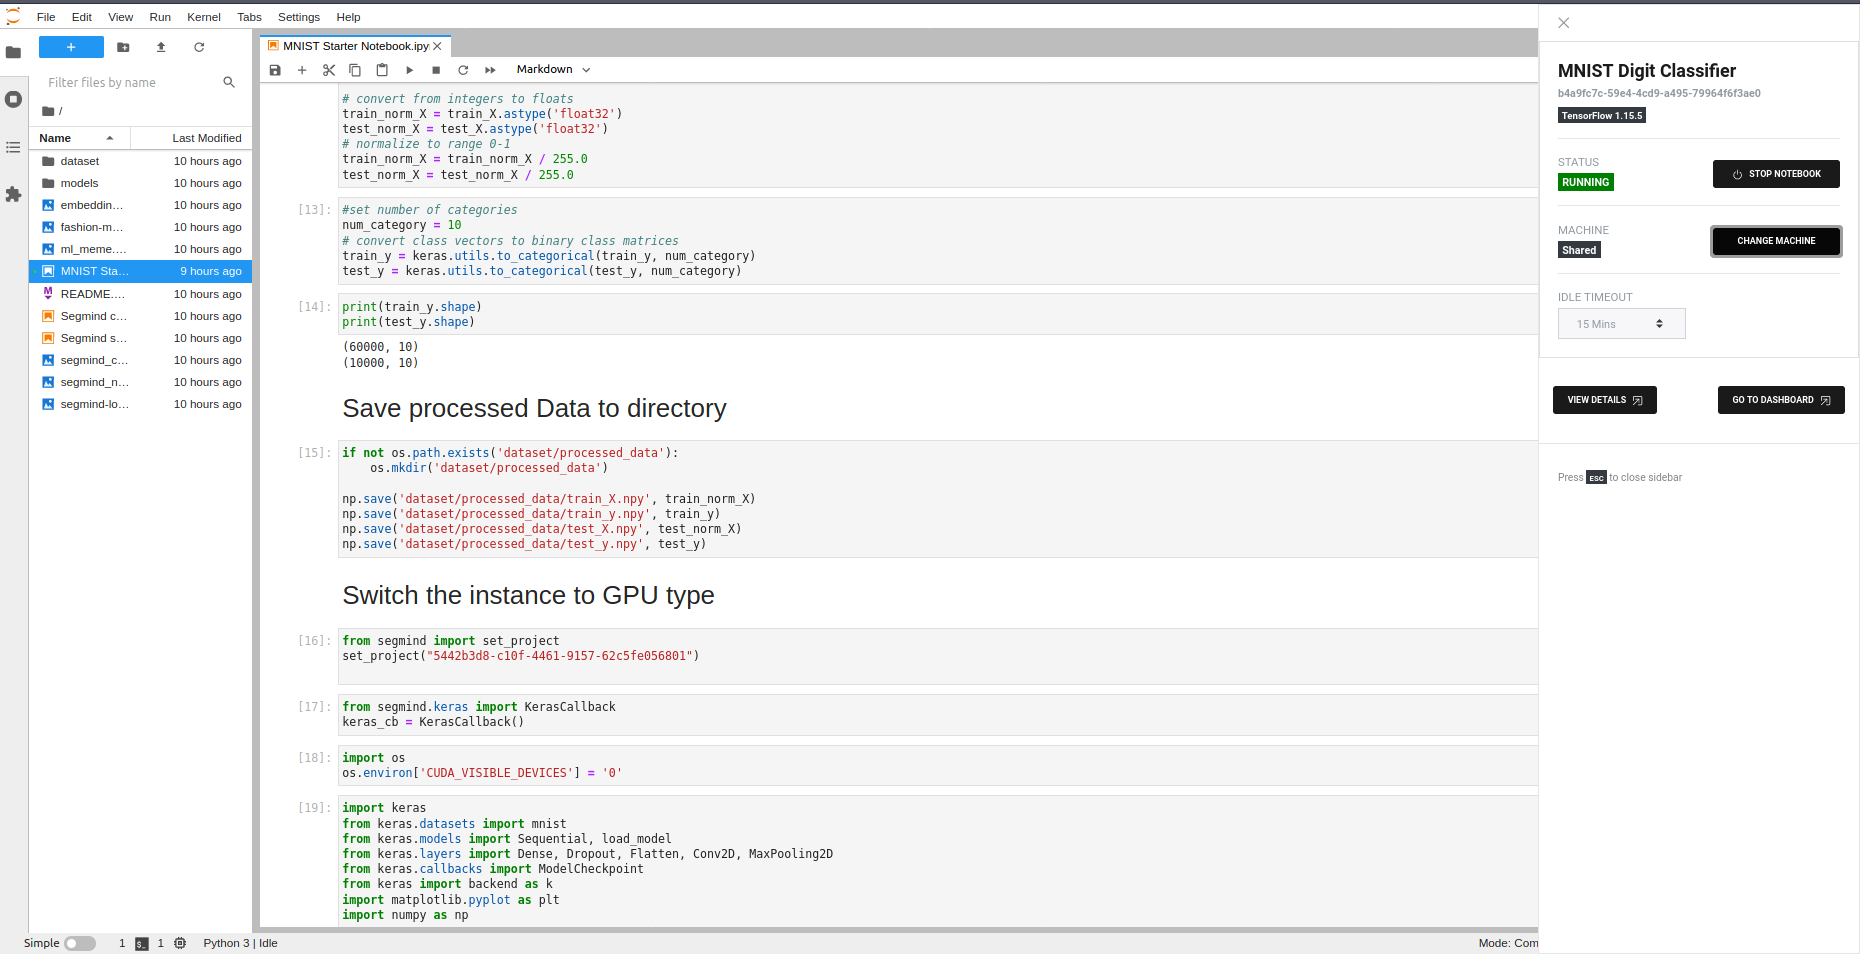 File Edit View Run Kernel Tabs Settings Help
Filter files by name
/
Name Last Modified
dataset 10 hours ago
models 10 hours ago
embeddin... 10 hours ago
fashion-m... 10 hours ago
ml_meme.... 10 hours ago
MNIST Sta... 9 hours ago
README.... 10 hours ago
Segmind c... 10 hours ago
Segmind s... 10 hours ago
segmind_c... 10 hours ago
segmind_n... 10 hours ago
segmind-lo... 10 hours ago
MNIST Starter Notebook.ipy
Markdown
# convert from integers to floats
train_norm_X = train_X.astype('float32')
test_norm_X = test_X.astype('float32')
# normalize to range 0-1
train_norm_X = train_norm_X / 255.0
test_norm_X = test_norm_X / 255.0
[13]: #set number of categories
num_category = 10
# convert class vectors to binary class matrices
train_y = keras.utils.to_categorical(train_y, num_category)
test_y = keras.utils.to_categorical(test_y, num_category)
[14]: print(train_y.shape)
print(test_y.shape)
(60000, 10)
(10000, 10)
Save processed Data to directory
[15]: if not os.path.exists('dataset/processed_data'):
    os.mkdir('dataset/processed_data')
np.save('dataset/processed_data/train_X.npy', train_norm_X)
np.save('dataset/processed_data/train_y.npy', train_y)
np.save('dataset/processed_data/test_X.npy', test_norm_X)
np.save('dataset/processed_data/test_y.npy', test_y)
Switch the instance to GPU type
[16]: from segmind import set_project
set_project("5442b3d8-c10f-4461-9157-62c5fe056801")
[17]: from segmind.keras import KerasCallback
keras_cb = KerasCallback()
[18]: import os
os.environ['CUDA_VISIBLE_DEVICES'] = '0'
[19]: import keras
from keras.datasets import mnist
from keras.models import Sequential, load_model
from keras.layers import Dense, Dropout, Flatten, Conv2D, MaxPooling2D
from keras.callbacks import ModelCheckpoint
from keras import backend as k
import matplotlib.pyplot as plt
import numpy as np
Simple 1 1 Python 3 | Idle Mode: Com
MNIST Digit Classifier
b4a9fc7c-59e4-4cd9-a495-79964f6f3ae0
TensorFlow 1.15.5
STATUS
RUNNING
STOP NOTEBOOK
MACHINE
Shared
CHANGE MACHINE
IDLE TIMEOUT
15 Mins
VIEW DETAILS
GO TO DASHBOARD
Press ESC to close sidebar